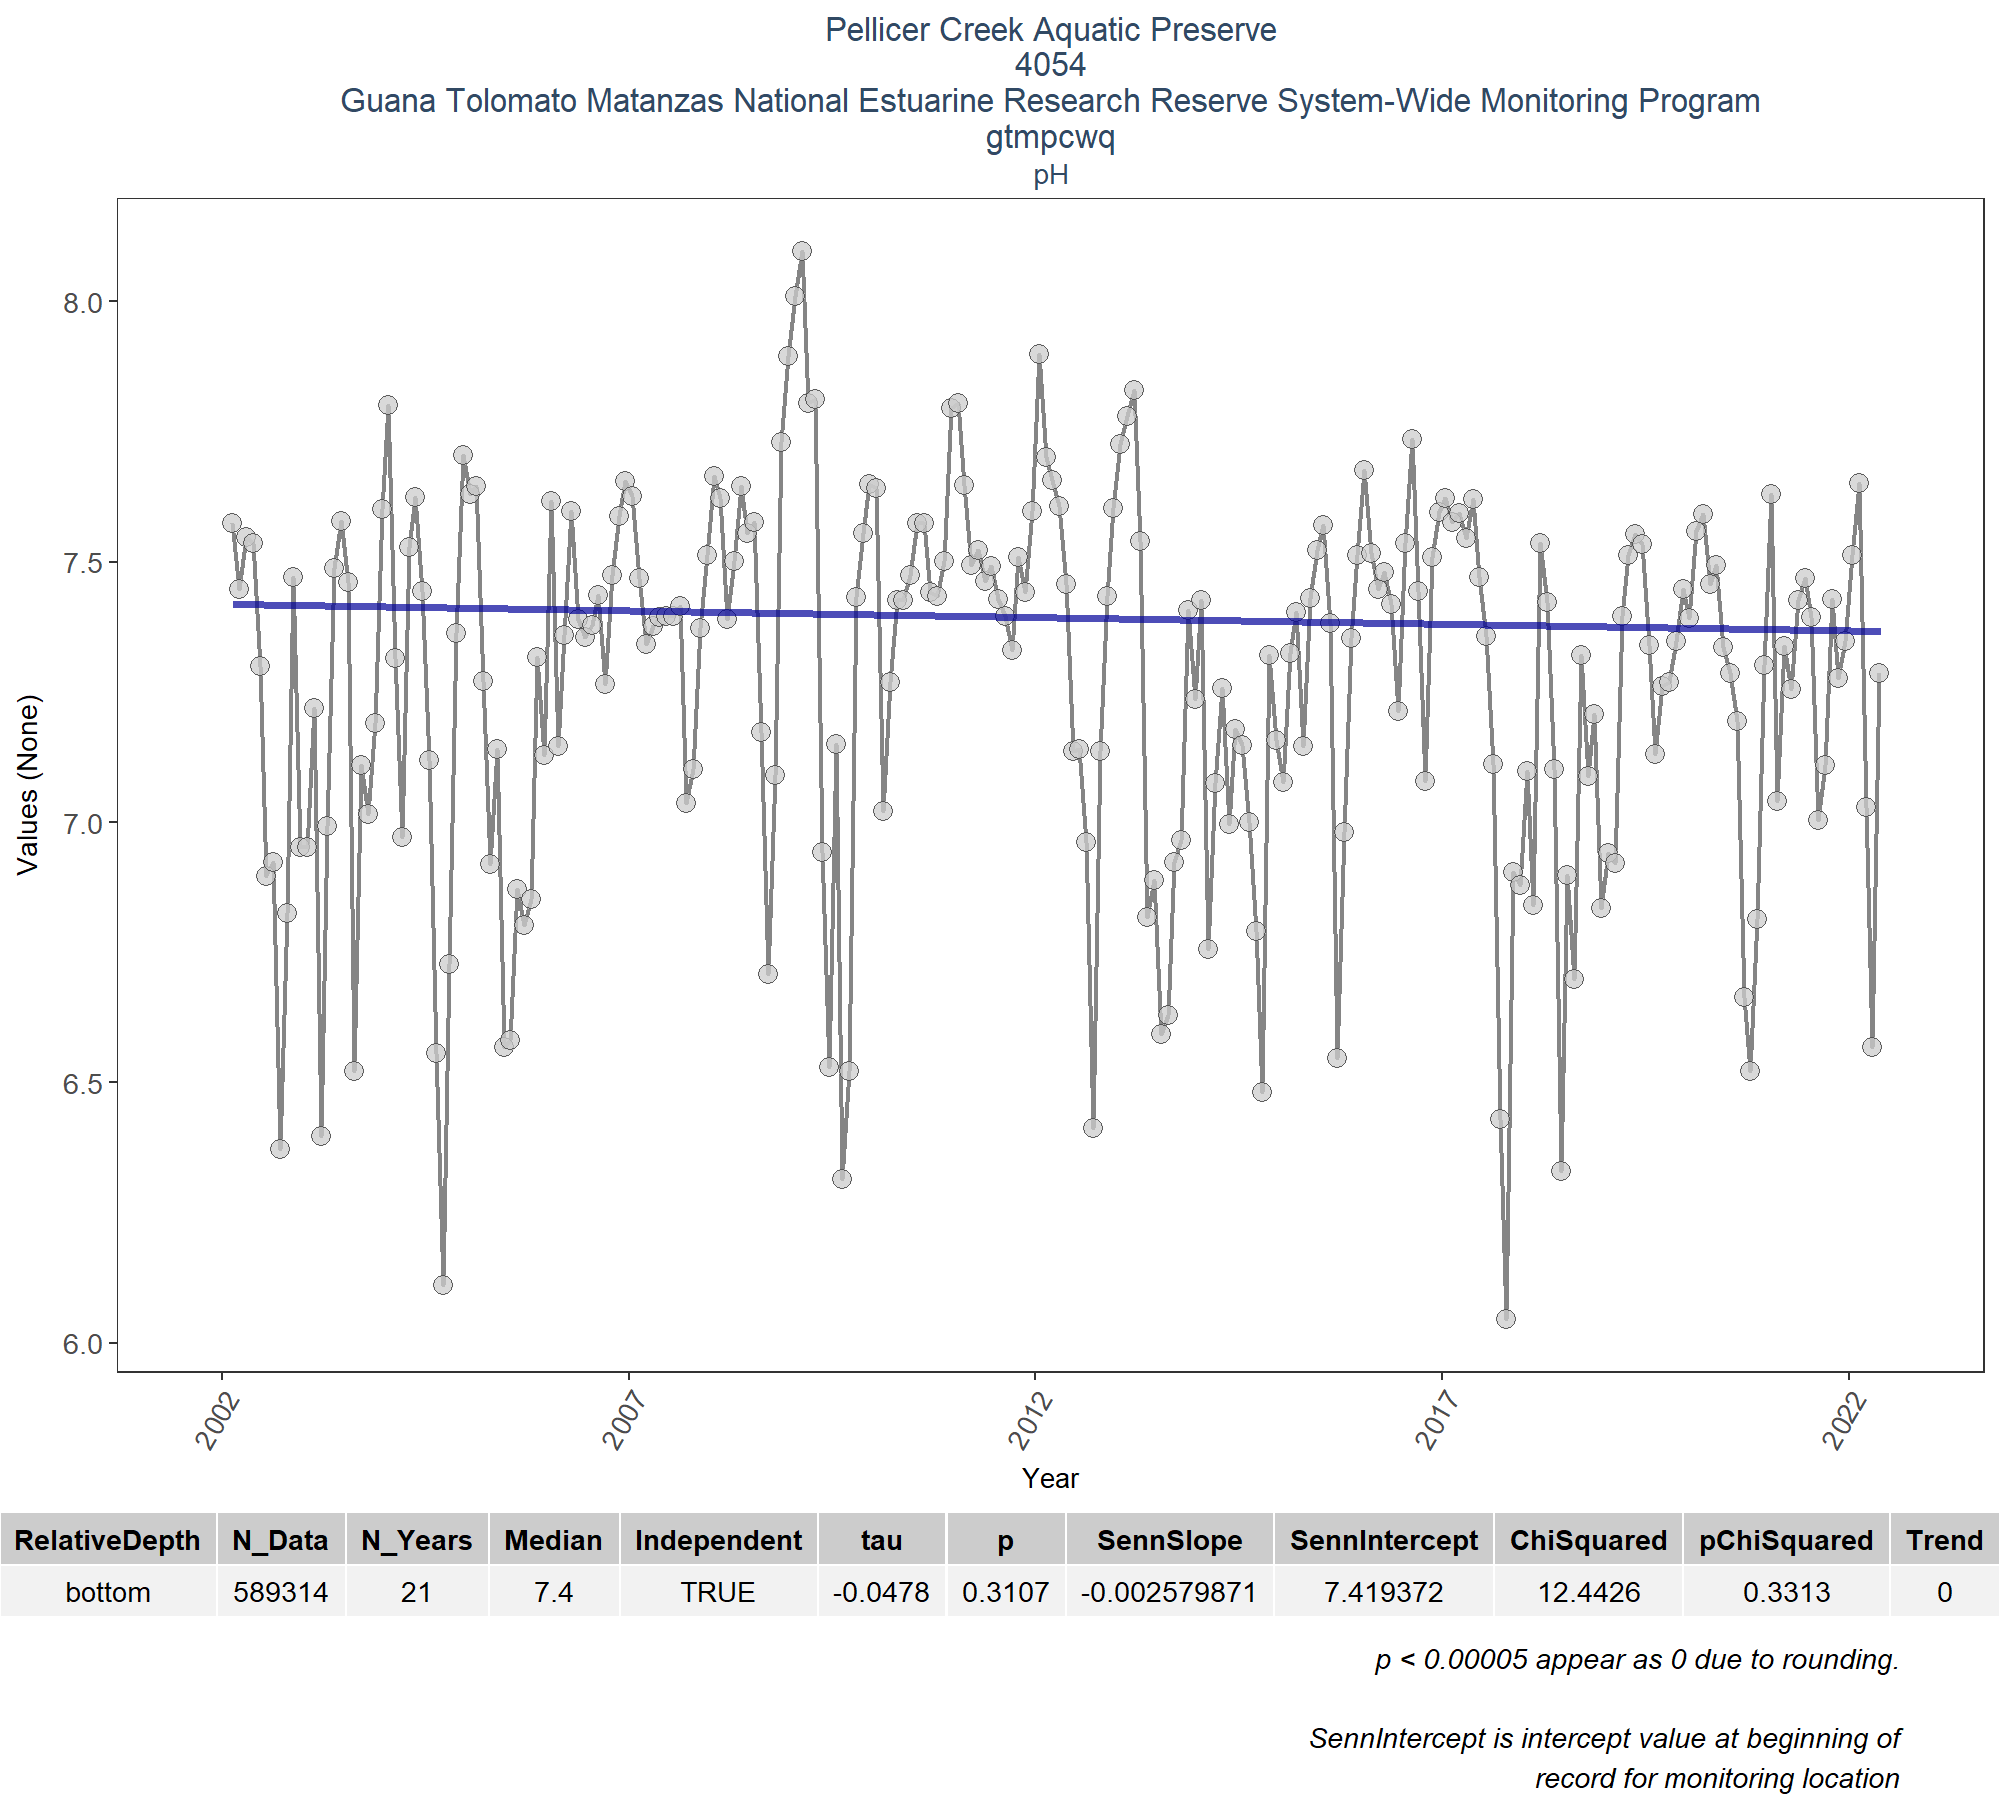 Pellicer Creek Aquatic Preserve
4054
Guana Tolomato Matanzas National Estuarine Research Reserve System-Wide Monitoring Program
gtmpcwq
pH
Values (None)
8.0
7.5
7.0
6.5
6.0
2002 2007 2012 2017 2022
Year
RelativeDepth N_Data N_Years Median Independent tau p SennSlope SennIntercept ChiSquared pChiSquared Trend
bottom 589314 21 7.4 TRUE -0.0478 0.3107 -0.002579871 7.419372 12.4426 0.3313 0
p < 0.00005 appear as 0 due to rounding.
SennIntercept is intercept value at beginning of
record for monitoring location